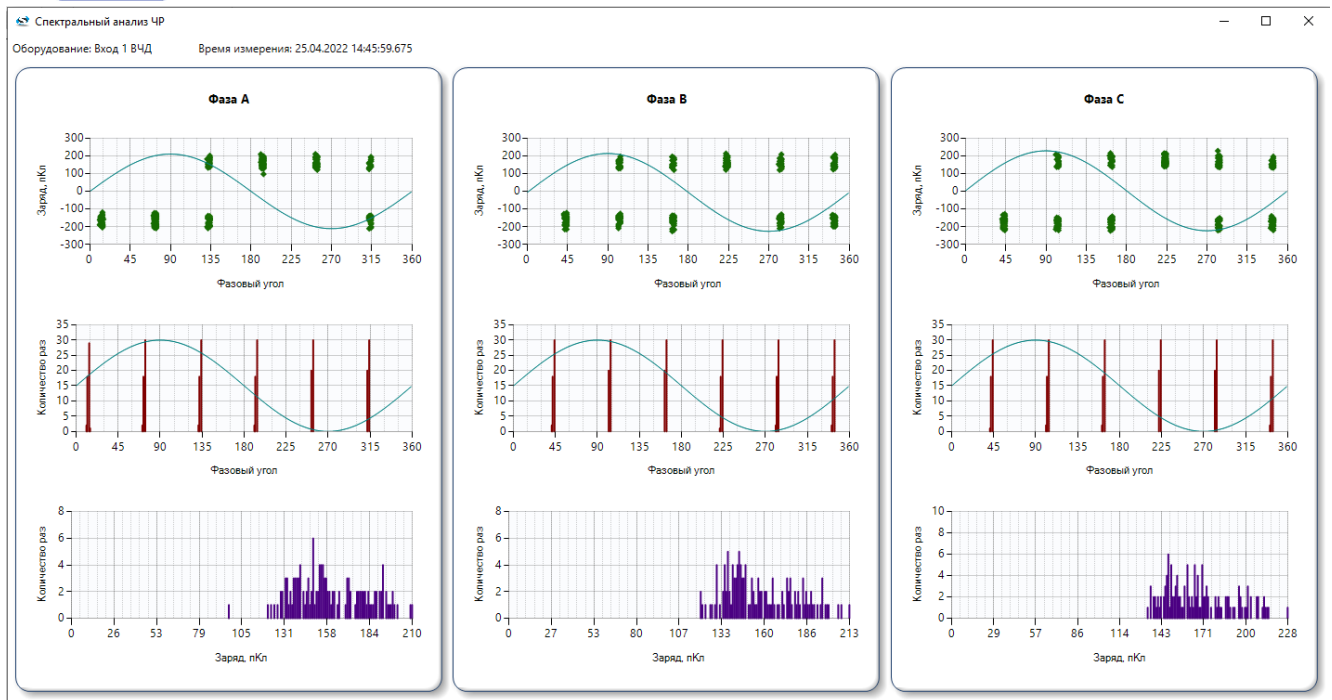 Спектральный анализ ЧР
Оборудование: Вход 1 ВЧД Время измерения: 25.04.2022 14:45:59.675
Фаза A
300
200
100
0
-100
-200
-300
Заряд, пКл
0 45 90 135 180 225 270 315 360
Фазовый угол
35
30
25
20
15
10
5
0
Количество раз
0 45 90 135 180 225 270 315 360
Фазовый угол
8
6
4
2
0
Количество раз
0 26 53 79 105 131 158 184 210
Заряд, пКл
Фаза B
300
200
100
0
-100
-200
-300
Заряд, пКл
0 45 90 135 180 225 270 315 360
Фазовый угол
35
30
25
20
15
10
5
0
Количество раз
0 45 90 135 180 225 270 315 360
Фазовый угол
8
6
4
2
0
Количество раз
0 27 53 80 107 133 160 186 213
Заряд, пКл
Фаза C
300
200
100
0
-100
-200
-300
Заряд, пКл
0 45 90 135 180 225 270 315 360
Фазовый угол
35
30
25
20
15
10
5
0
Количество раз
0 45 90 135 180 225 270 315 360
Фазовый угол
10
8
6
4
2
0
Количество раз
0 29 57 86 114 143 171 200 228
Заряд, пКл